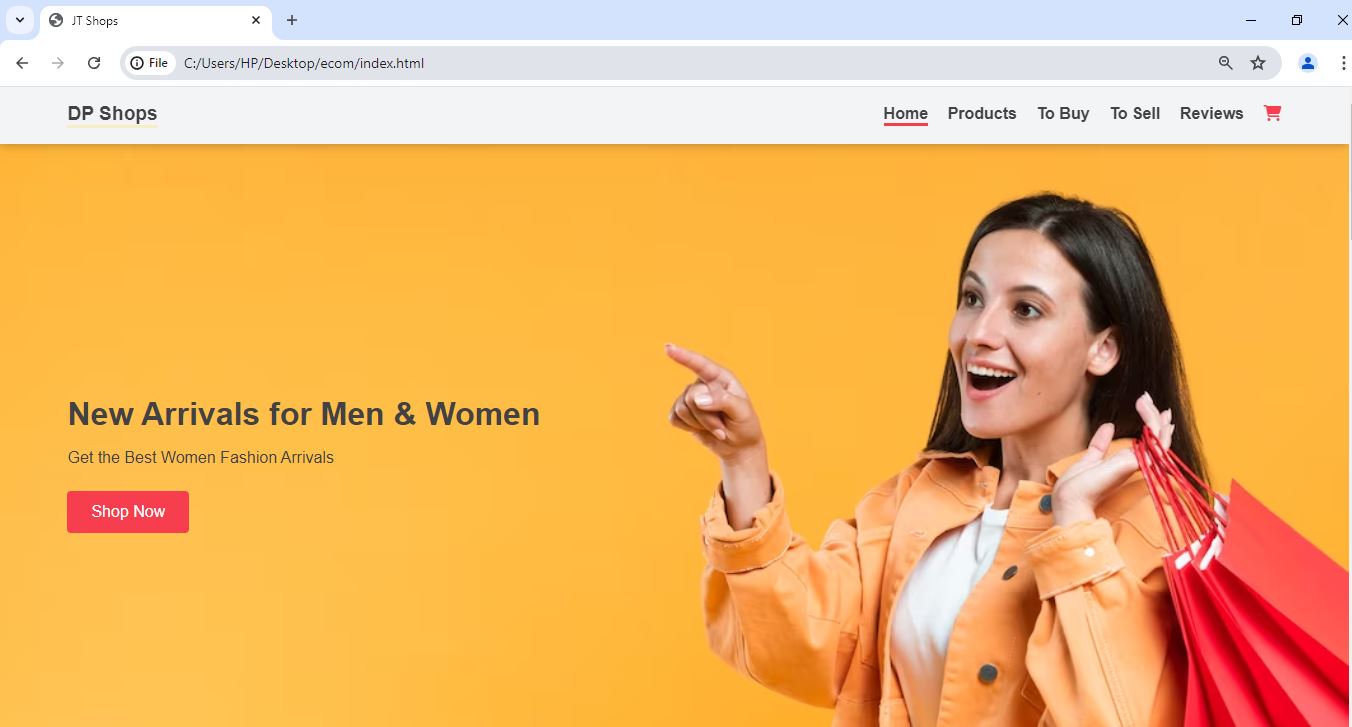 JT Shops
File C:/Users/HP/Desktop/ecom/index.html
DP Shops Home Products To Buy To Sell Reviews
New Arrivals for Men & Women
Get the Best Women Fashion Arrivals
Shop Now